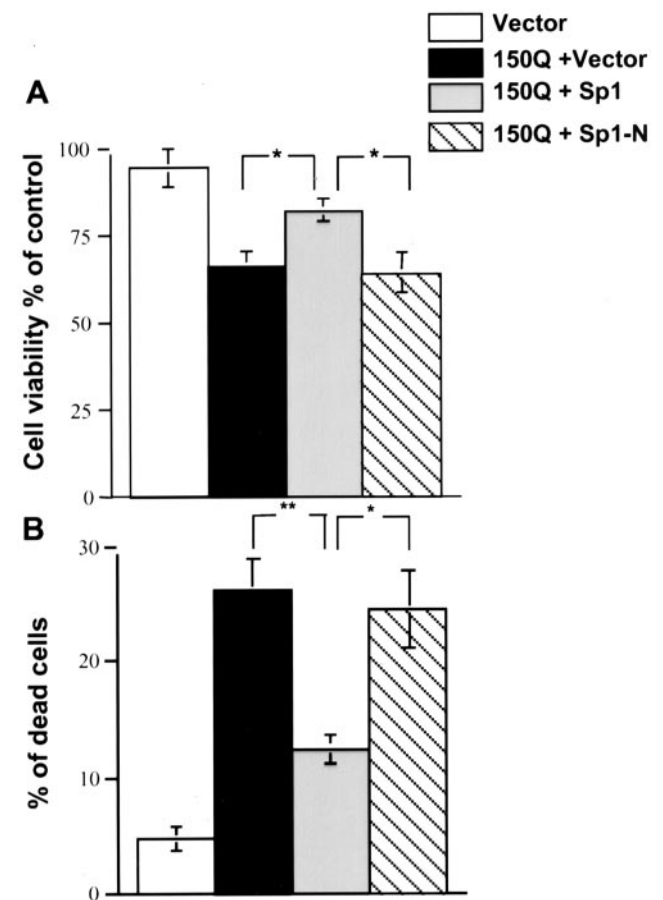 Vector
150Q +Vector
150Q + Sp1
150Q + Sp1-N
A
Cell viability % of control
100
75
50
25
0
* *
B
% of dead cells
30
20
10
0
** *